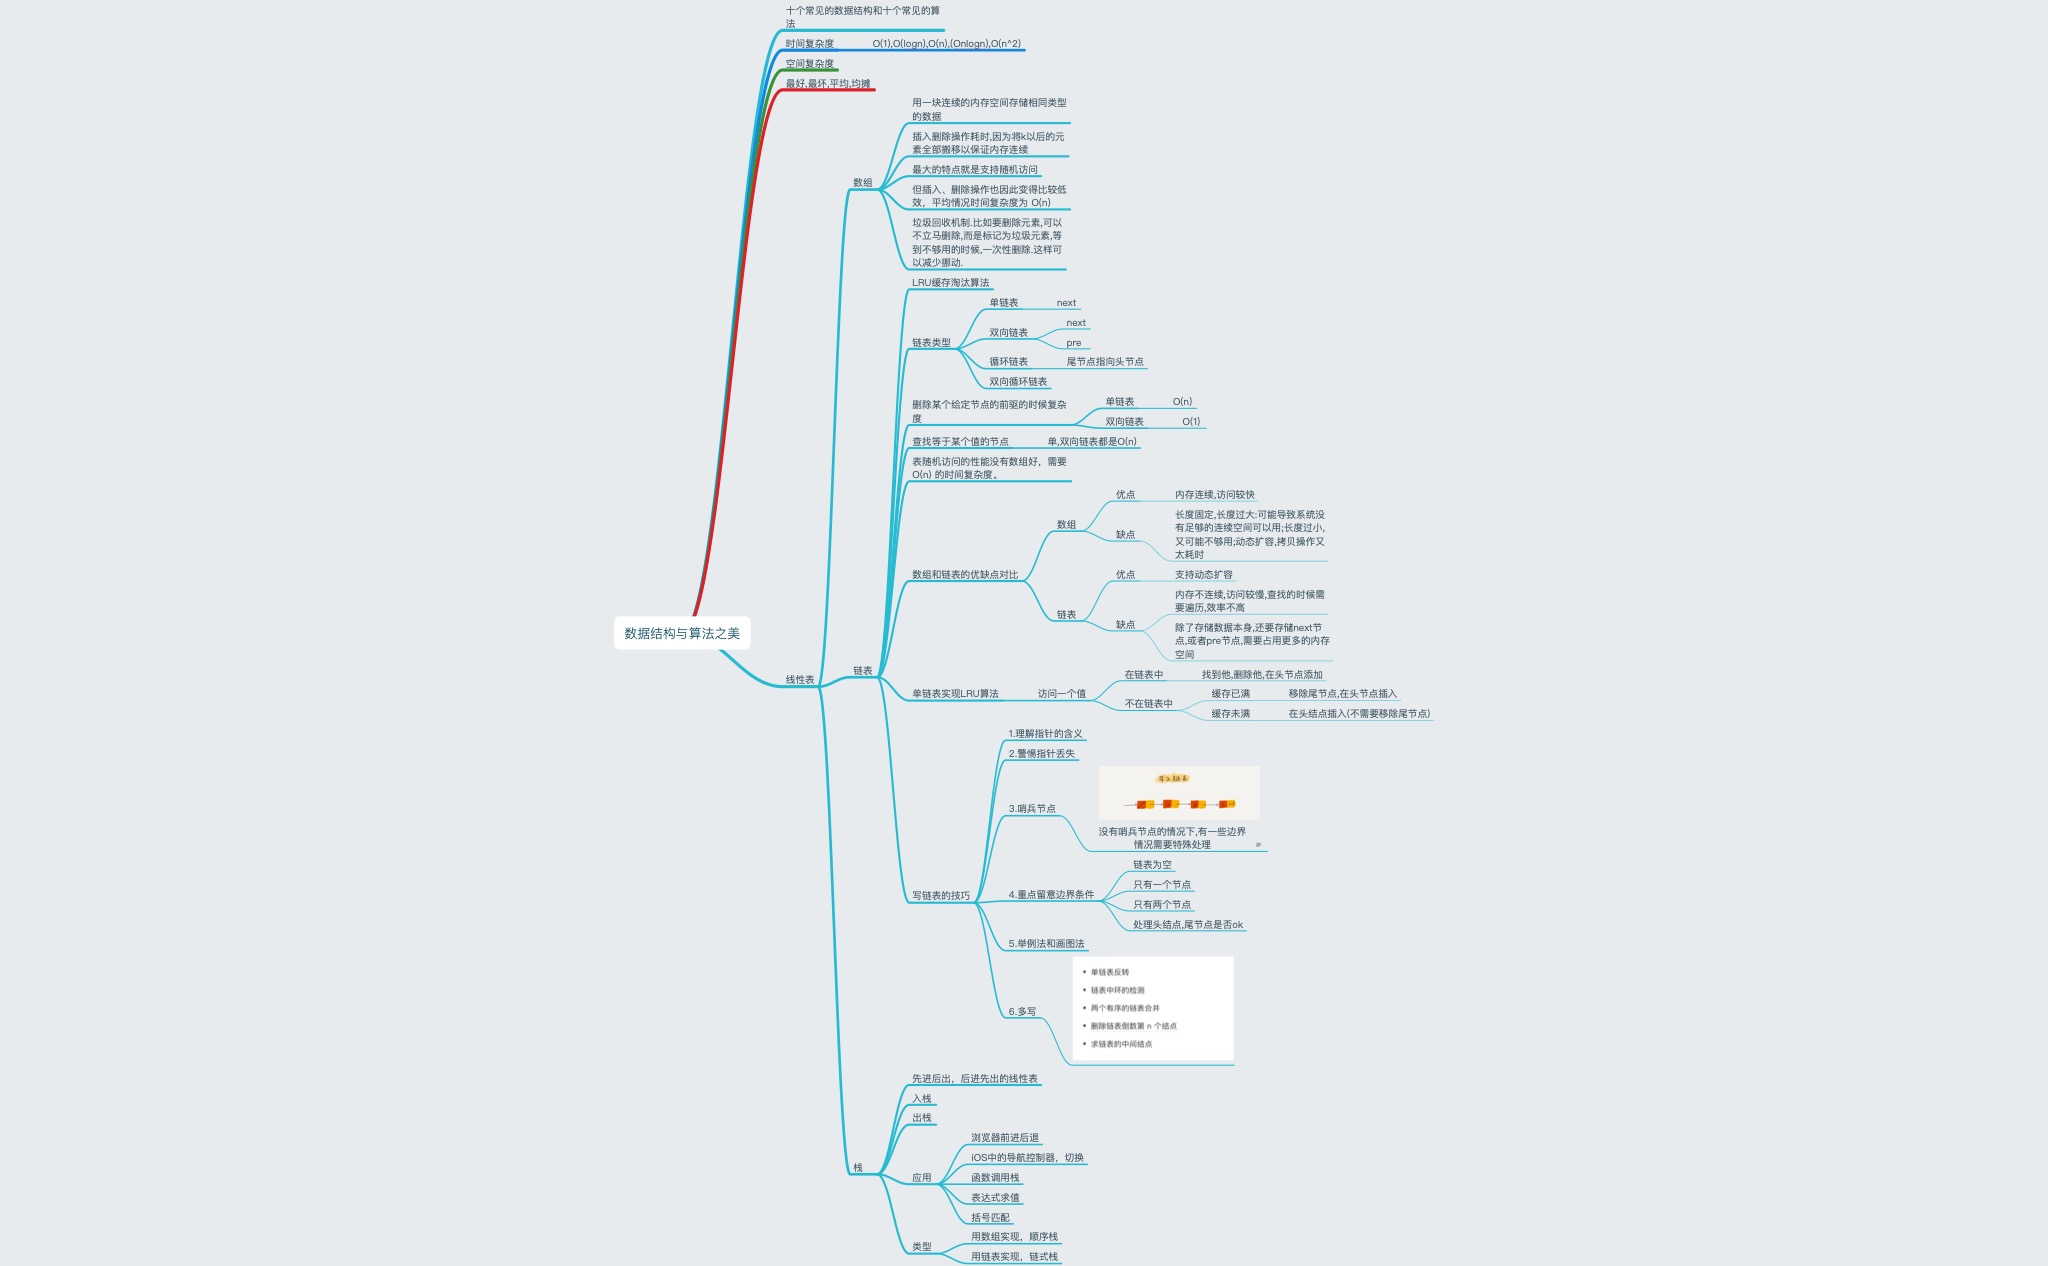 十个常见的数据结构和十个常见的算
法
时间复杂度
O(1),O(logn),O(n),(Onlogn),O(n^2)
空间复杂度
最好,最坏,平均,均摊
用一块连续的内存空间存储相同类型
的数据
插入删除操作耗时,因为将k以后的元
素全部搬移以保证内存连续
数组
最大的特点就是支持随机访问
但插入、删除操作也因此变得比较低
效，平均情况时间复杂度为 O(n)
垃圾回收机制.比如要删除元素,可以
不立马删除,而是标记为垃圾元素,等
到不够用的时候,一次性删除.这样可
以减少挪动.
LRU缓存淘汰算法
链表类型
单链表
next
双向链表
next
pre
循环链表
尾节点指向头节点
双向循环链表
删除某个给定节点的前驱的时候复杂
度
单链表
O(n)
双向链表
O(1)
查找等于某个值的节点
单,双向链表都是O(n)
表随机访问的性能没有数组好，需要
O(n) 的时间复杂度。
数组和链表的优缺点对比
数组
优点
内存连续,访问较快
缺点
长度固定,长度过大:可能导致系统没
有足够的连续空间可以用;长度过小,
又可能不够用;动态扩容,拷贝操作又
太耗时
链表
优点
支持动态扩容
缺点
内存不连续,访问较慢,查找的时候需
要遍历,效率不高
除了存储数据本身,还要存储next节
点,或者pre节点,需要占用更多的内存
空间
数据结构与算法之美
线性表
链表
单链表实现LRU算法
访问一个值
在链表中
找到他,删除他,在头节点添加
不在链表中
缓存已满
移除尾节点,在头节点插入
缓存未满
在头结点插入(不需要移除尾节点)
写链表的技巧
1.理解指针的含义
2.警惕指针丢失
3.哨兵节点
带头链表
没有哨兵节点的情况下,有一些边界
情况需要特殊处理
4.重点留意边界条件
链表为空
只有一个节点
只有两个节点
处理头结点,尾节点是否ok
5.举例法和画图法
6.多写
• 单链表反转
• 链表中环的检测
• 两个有序的链表合并
• 删除链表倒数第 n 个结点
• 求链表的中间结点
栈
先进后出，后进先出的线性表
入栈
出栈
应用
浏览器前进后退
iOS中的导航控制器，切换
函数调用栈
表达式求值
括号匹配
类型
用数组实现，顺序栈
用链表实现，链式栈